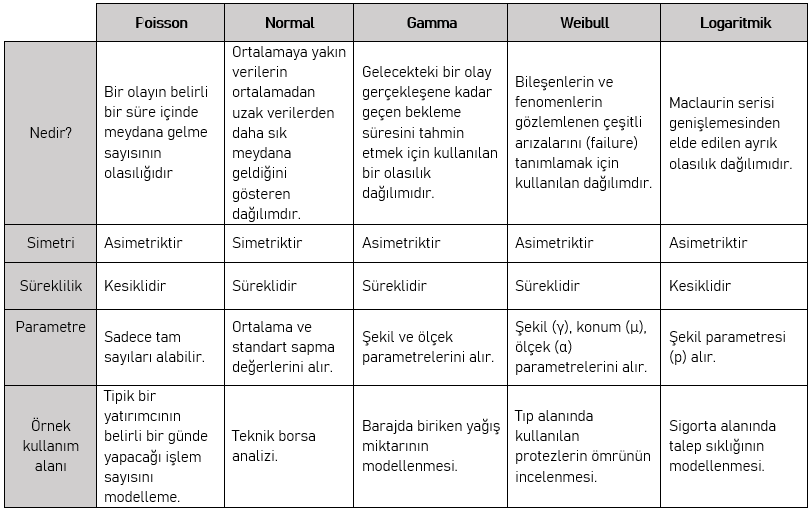 Poisson
Normal
Gamma
Weibull
Logaritmik
Nedir?
Bir olayın belirli
bir süre içinde
meydana gelme
sayısının
olasılığıdır
Ortalamaya yakın
verilerin
ortalamadan
uzak verilerden
daha sık
meydana
geldiğini
gösteren
dağılımdır.
Gelecekteki bir olay
gerçekleşene kadar
geçen bekleme
süresini tahmin
etmek için kullanılan
bir olasılık
dağılımıdır.
Bileşenlerin ve
fenomenlerin
gözlemlenen çeşitli
arızalarını (failure)
tanımlamak için
kullanılan dağılımdır.
Maclaurin serisi
genişlemesinden
elde edilen ayrık
olasılık dağılımıdır.
Simetri
Asimetriktir
Simetriktir
Asimetriktir
Asimetriktir
Asimetriktir
Süreklilik
Kesiklidir
Süreklidir
Süreklidir
Süreklidir
Kesiklidir
Parametre
Sadece tam
sayıları alabilir.
Ortalama ve
standart sapma
değerlerini alır.
Şekil ve ölçek
parametrelerini alır.
Şekil (γ), konum (μ),
ölçek (α)
parametrelerini alır.
Şekil parametresi
(p) alır.
Örnek
kullanım
alanı
Tipik bir
yatırımcının
belirli bir günde
yapacağı işlem
sayısını
modelleme.
Teknik borsa
analizi.
Barajda biriken yağış
miktarının
modellenmesi.
Tıp alanında
kullanılan
protezlerin ömrünün
incelenmesi.
Sigorta alanında
talep sıklığının
modellenmesi.